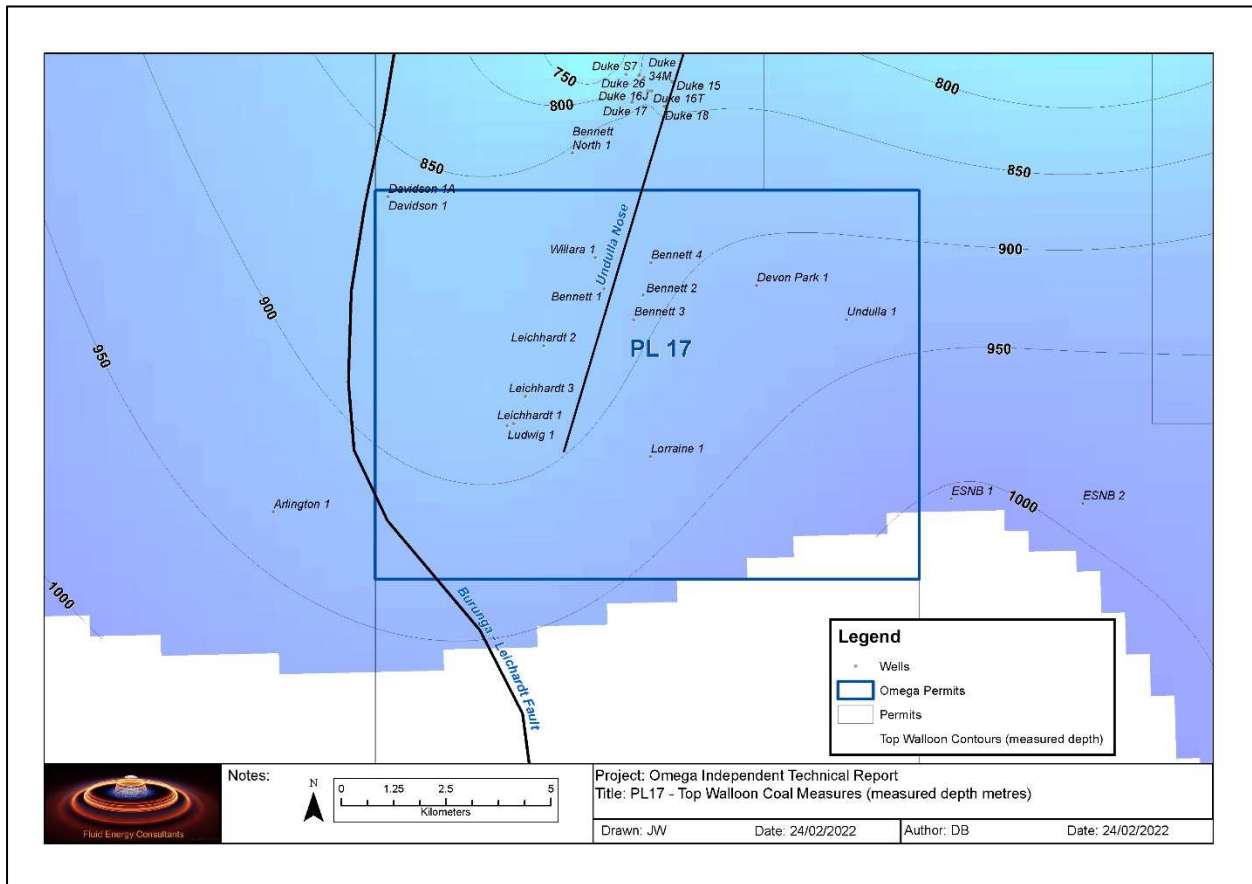 750
Duke S7
Duke
34M
Duke 26
Duke 15
Duke 16J
Duke 16T
800
Duke 17
Duke 18
800
Bennett
North 1
850
850
Davidson 1A
Davidson 1
Undulla Nose
Willara 1
Bennett 4
900
Devon Park 1
Bennett 1
Bennett 2
900
Bennett 3
Undulla 1
Leichhardt 2
PL 17
950
950
Leichhardt 3
Leichhardt 1
Ludwig 1
Lorraine 1
Arlington 1
ESNB 1
ESNB 2
1000
1000
Burunga - Leichardt Fault
Legend
Wells
Omega Permits
Permits
Top Walloon Contours (measured depth)
Fluid Energy Consultants
Notes:
N
0 1.25 2.5 5
Kilometers
Project: Omega Independent Technical Report
Title: PL17 - Top Walloon Coal Measures (measured depth metres)
Drawn: JW Date: 24/02/2022 Author: DB Date: 24/02/2022